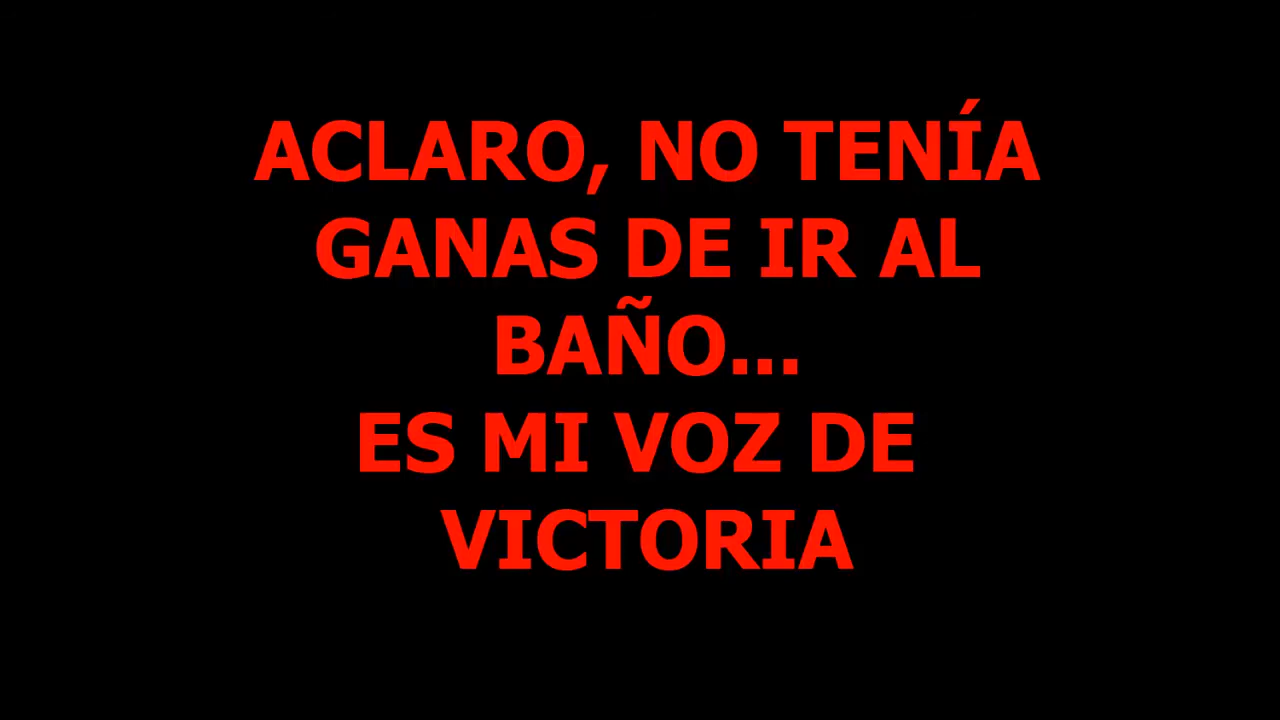 ACLARO, NO TENÍA
GANAS DE IR AL
BAÑO...
ES MI VOZ DE
VICTORIA